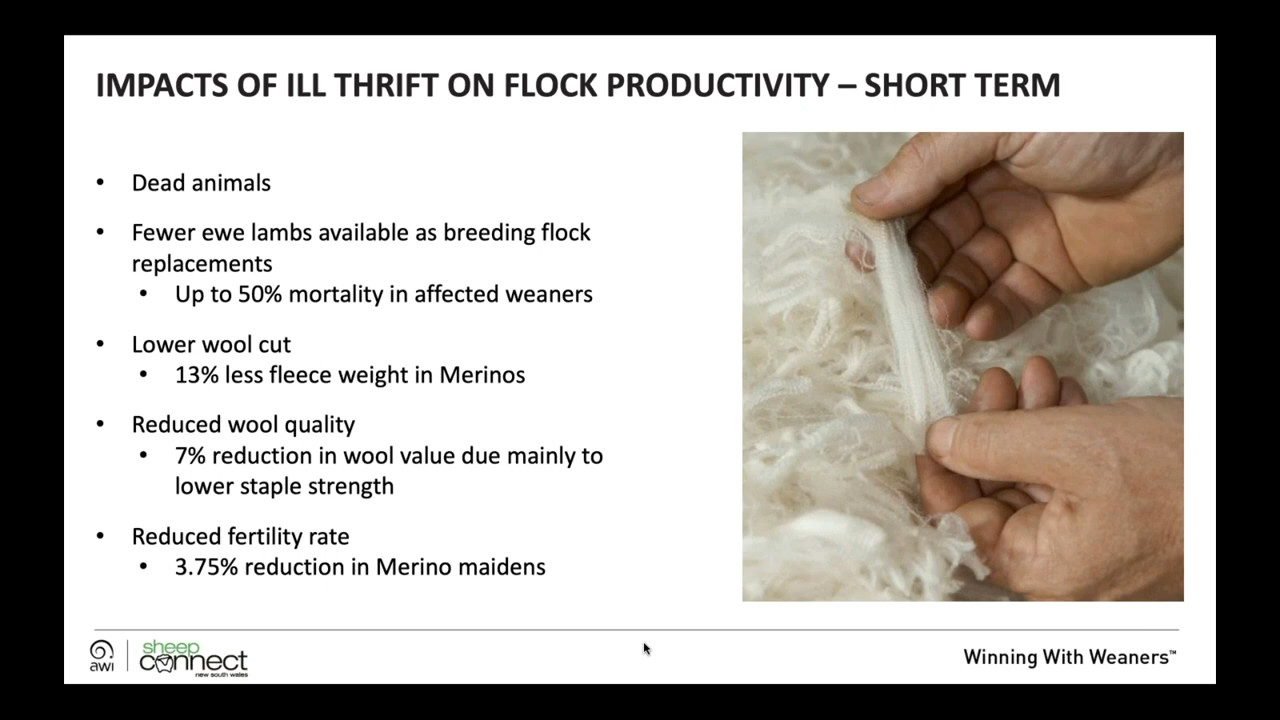 IMPACTS OF ILL THRIFT ON FLOCK PRODUCTIVITY – SHORT TERM
• Dead animals
• Fewer ewe lambs available as breeding flock
replacements
• Up to 50% mortality in affected weaners
• Lower wool cut
• 13% less fleece weight in Merinos
• Reduced wool quality
• 7% reduction in wool value due mainly to
lower staple strength
• Reduced fertility rate
• 3.75% reduction in Merino maidens
awi
sheep
connect
new south wales
Winning With Weaners™